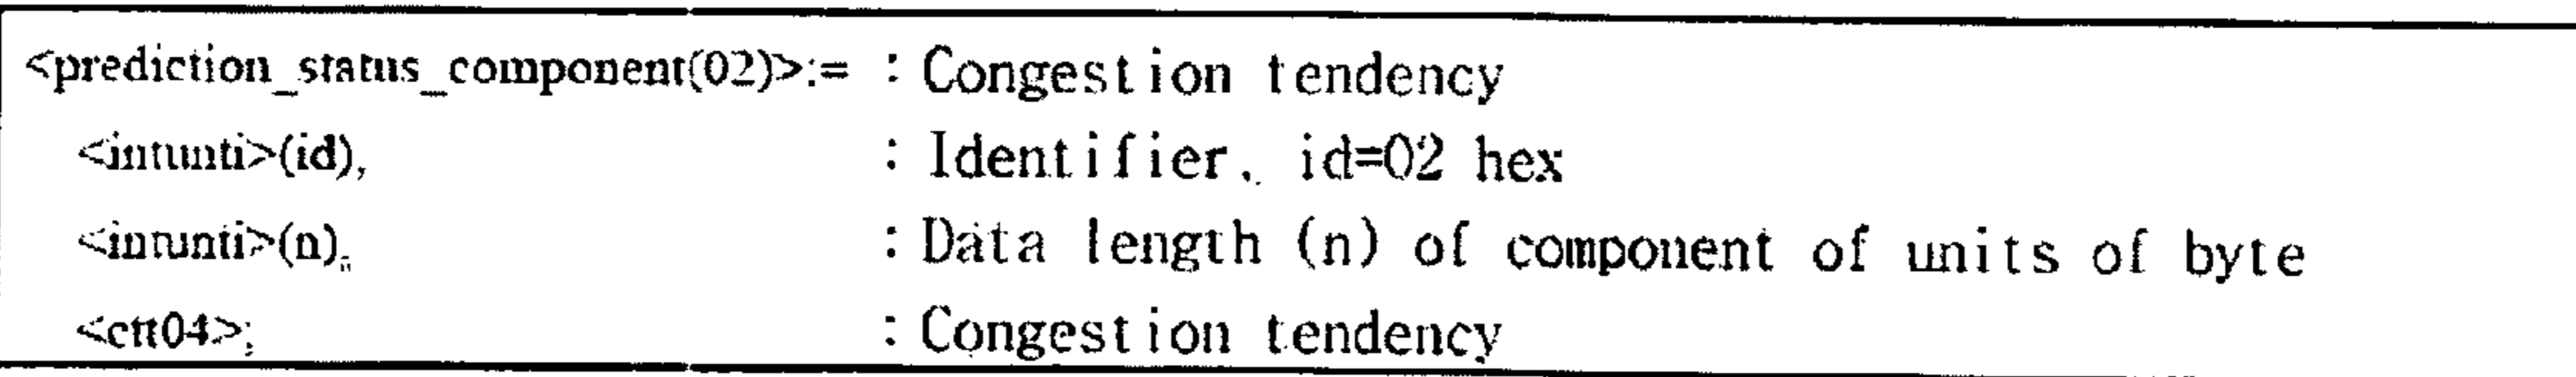 <prediction_status_component(02)>:= : Congestion tendency
<intunti>(id), : Identifier, id=02 hex
<intunti>(n), : Data length (n) of component of units of byte
<ctt04>; : Congestion tendency